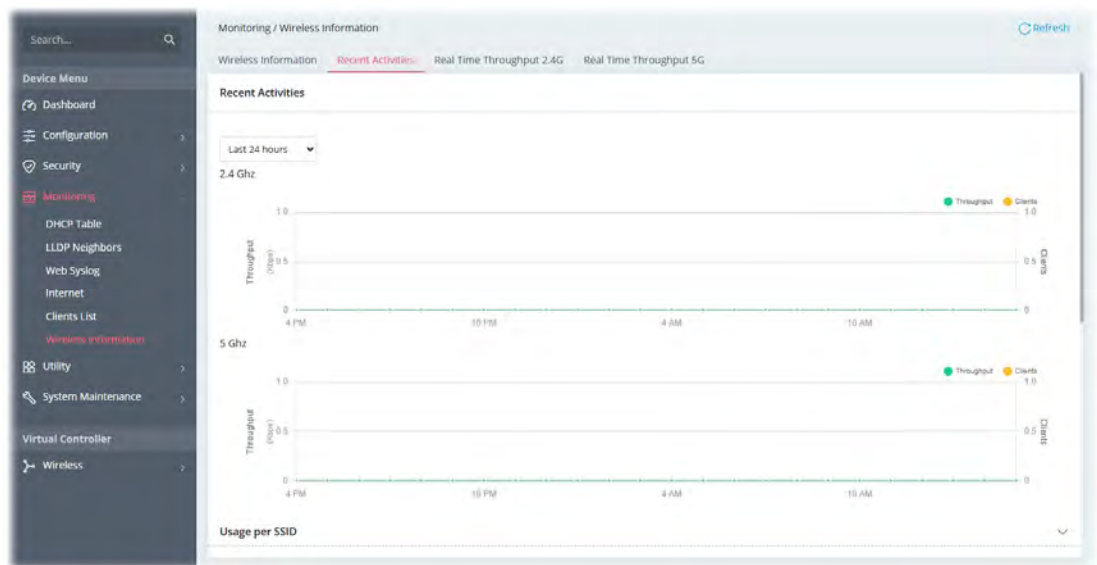 Search...
Device Menu
Dashboard
Configuration
Security
Monitoring
DHCP Table
LLDP Neighbors
Web Syslog
Internet
Clients List
Wireless Information
Utility
System Maintenance
Virtual Controller
Wireless
Monitoring / Wireless Information
Refresh
Wireless Information Recent Activities Real Time Throughput 2.4G Real Time Throughput 5G
Recent Activities
Last 24 hours
2.4 Ghz
Throughput Clients
1.0 1.0
Throughput
(Kbps)
0.5 0.5
Clients
0 0
4 PM 10 PM 4 AM 10 AM
5 Ghz
Throughput Clients
1.0 1.0
Throughput
(Kbps)
0.5 0.5
Clients
0 0
4 PM 10 PM 4 AM 10 AM
Usage per SSID